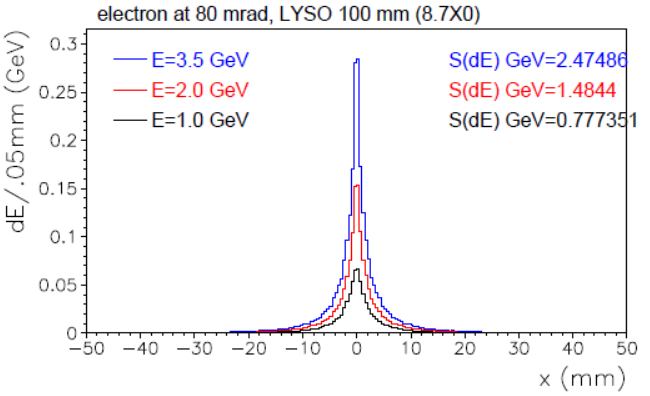 electron at 80 mrad, LYSO 100 mm (8.7X0)
dE/.05mm (GeV)
0.3
0.25
0.2
0.15
0.1
0.05
0
E=3.5 GeV S(dE) GeV=2.47486
E=2.0 GeV S(dE) GeV=1.4844
E=1.0 GeV S(dE) GeV=0.777351
−50 −40 −30 −20 −10 0 10 20 30 40 50
x (mm)